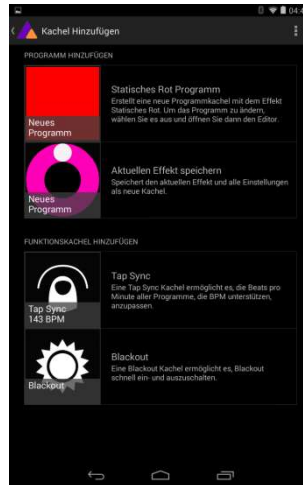 04:4
Kachel Hinzufügen
PROGRAMM HINZUFÜGEN
Neues
Programm
Statisches Rot Programm
Erstellt eine neue Programmkachel mit dem Effekt
Statisches Rot. Um das Programm zu ändern,
wählen Sie es aus und öffnen Sie dann den Editor.
Neues
Programm
Aktuellen Effekt speichern
Speichert den aktuellen Effekt und alle Einstellungen
als neue Kachel.
FUNKTIONSKACHEL HINZUFÜGEN
Tap Sync
143 BPM
Tap Sync
Eine Tap Sync Kachel ermöglicht es, die Beats pro
Minute aller Programme, die BPM unterstützen,
anzupassen.
Blackout
Blackout
Eine Blackout Kachel ermöglicht es, Blackout
schnell ein- und auszuschalten.